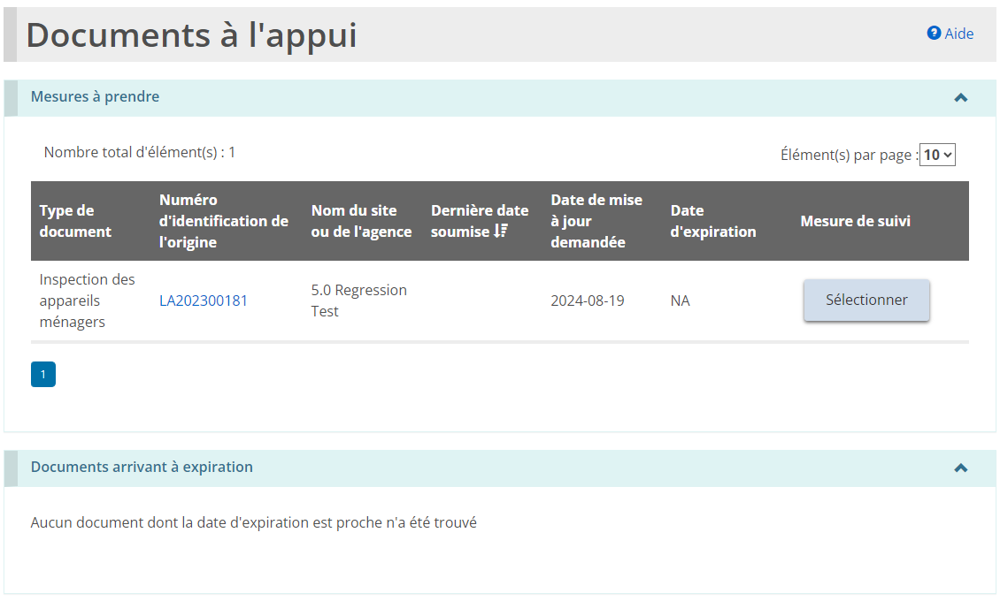 Documents à l'appui
Aide
Mesures à prendre
Nombre total d'élément(s) : 1
Élément(s) par page : 10
Type de document
Numéro d'identification de l'origine
Nom du site ou de l'agence
Dernière date soumise
Date de mise à jour demandée
Date d'expiration
Mesure de suivi
Inspection des appareils ménagers
LA202300181
5.0 Regression Test
2024-08-19
NA
Sélectionner
1
Documents arrivant à expiration
Aucun document dont la date d'expiration est proche n'a été trouvé